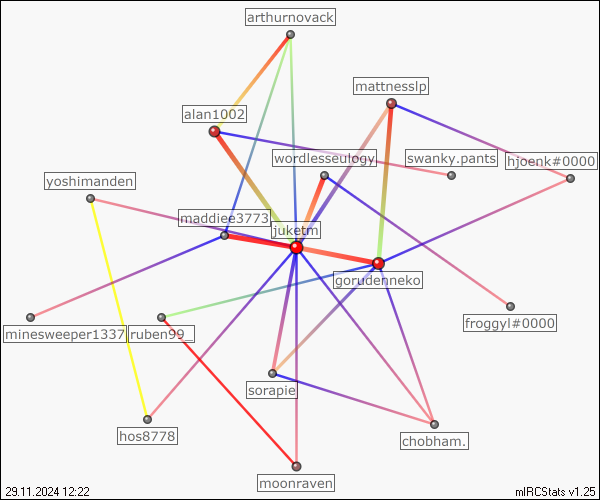 arthurnovack
mattnesslp
alan1002
wordlesseulogy
swanky.pants
hjoenk#0000
yoshimanden
maddiee3773
juketm
gorudenneko
froggyl#0000
minesweeper1337
ruben99_
sorapie
hos8778
chobham.
moonraven
29.11.2024 12:22
mIRCStats v1.25